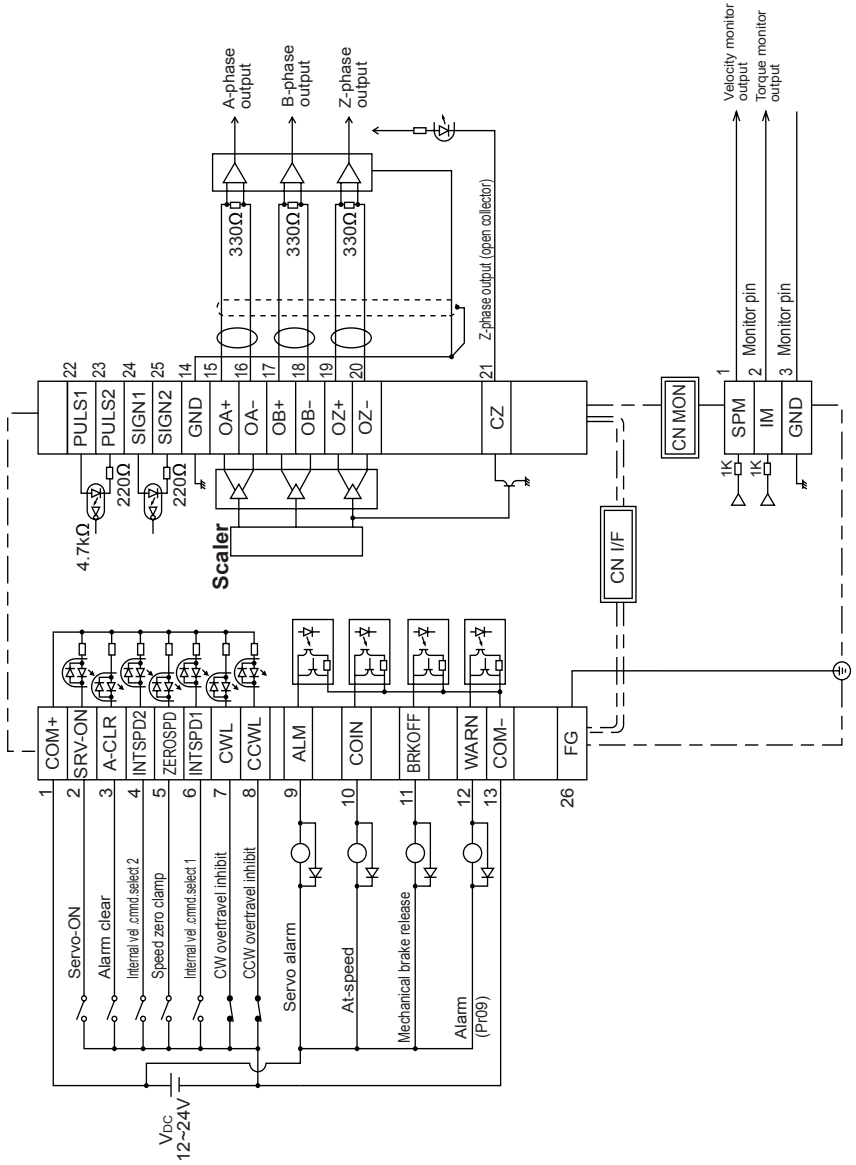 VDC
12~24V
Servo-ON
Alarm clear
Internal vel .cmnd.select 2
Speed zero clamp
Internal vel .cmnd.select 1
CW overtravel inhibit
CCW overtravel inhibit
Servo alarm
At-speed
Mechanical brake release
Alarm
(Pr09)
1 COM+
2 SRV-ON
3 A-CLR
4 INTSPD2
5 ZEROSPD
6 INTSPD1
7 CWL
8 CCWL
9 ALM
10 COIN
11 BRKOFF
12 WARN
13 COM−
26 FG
4.7kΩ
220Ω
220Ω
Scaler
PULS1 22
PULS2 23
SIGN1 24
SIGN2 25
GND 14
OA+ 15
OA− 16
OB+ 17
OB− 18
OZ+ 19
OZ− 20
CZ 21
330Ω
330Ω
330Ω
A-phase
output
B-phase
output
Z-phase
output
Z-phase output (open collector)
CN I/F
CN MON
1K
1K
SPM 1
IM 2 Monitor pin
GND 3 Monitor pin
Velocity monitor
output
Torque monitor
output